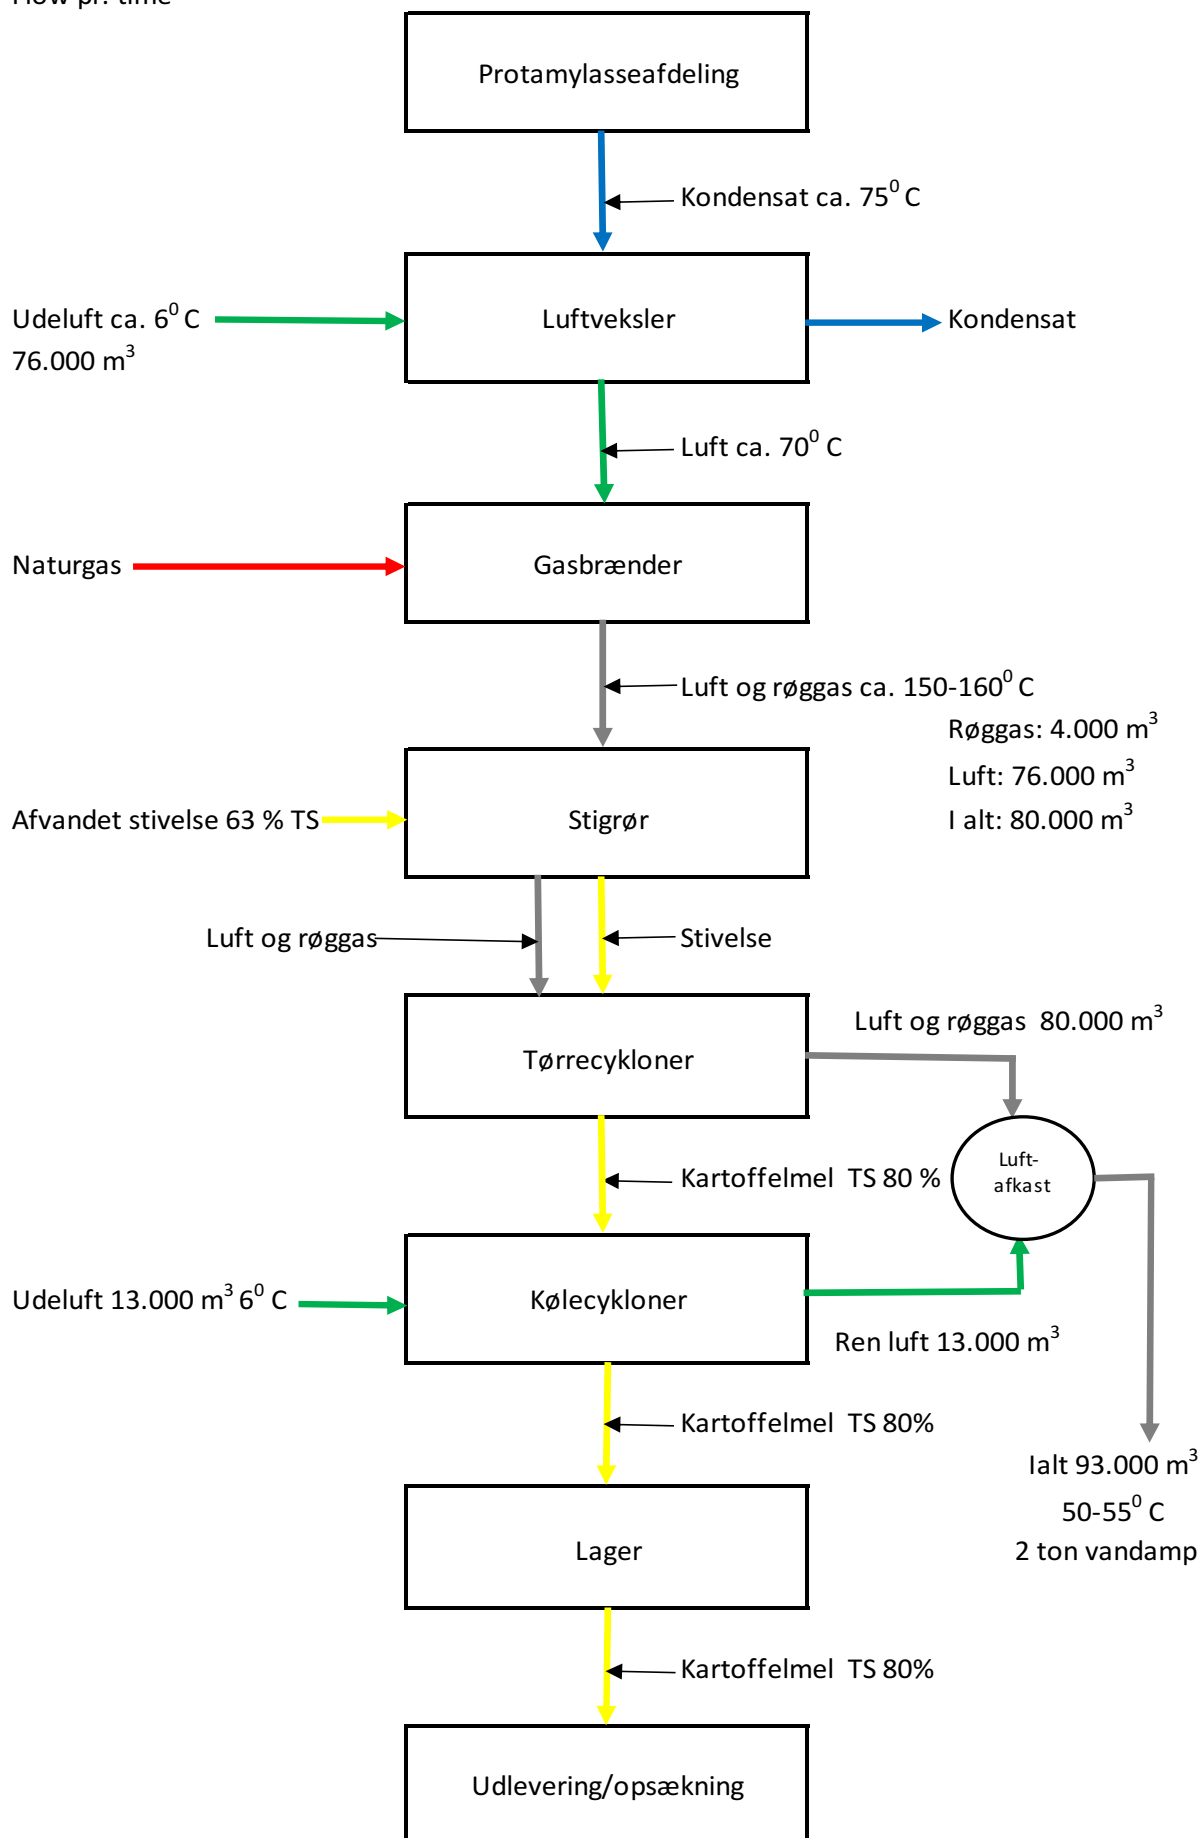 Flow pr. time
Protamylasseafdeling
Kondensat ca. 75⁰ C
Udeluft ca. 6⁰ C
76.000 m³
Luftveksler
Kondensat
Luft ca. 70⁰ C
Naturgas
Gasbrænder
Luft og røggas ca. 150-160⁰ C
Røggas: 4.000 m³
Luft: 76.000 m³
I alt: 80.000 m³
Afvandet stivelse 63 % TS
Stigrør
Luft og røggas
Stivelse
Luft og røggas 80.000 m³
Tørrecykloner
Luft-
afkast
Kartoffelmel TS 80 %
Udeluft 13.000 m³ 6⁰ C
Kølecykloner
Ren luft 13.000 m³
Kartoffelmel TS 80%
Ialt 93.000 m³
50-55⁰ C
2 ton vandamp
Lager
Kartoffelmel TS 80%
Udlevering/opsækning